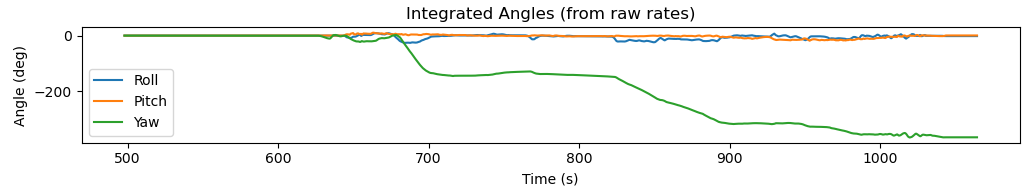 Integrated Angles (from raw rates)
Angle (deg)
0
−200
Roll
Pitch
Yaw
500 600 700 800 900 1000
Time (s)